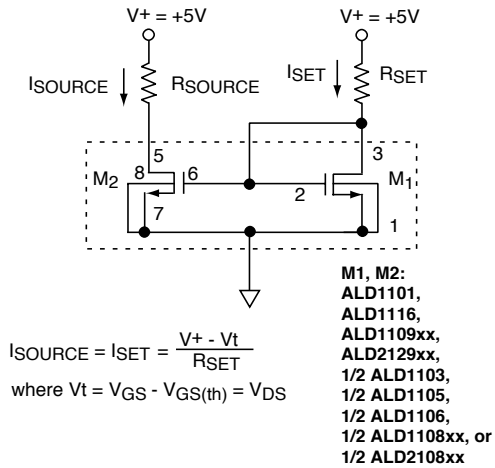 V+ = +5V
V+ = +5V
ISOURCE
RSOURCE
ISET
RSET
5
3
M2
8
6
2
M1
7
1
M1, M2:
ALD1101,
ALD1116,
ALD1109xx,
ALD2129xx,
1/2 ALD1103,
1/2 ALD1105,
1/2 ALD1106,
1/2 ALD1108xx, or
1/2 ALD2108xx
ISOURCE = ISET = V+ - Vt
RSET
where Vt = VGS - VGS(th) = VDS